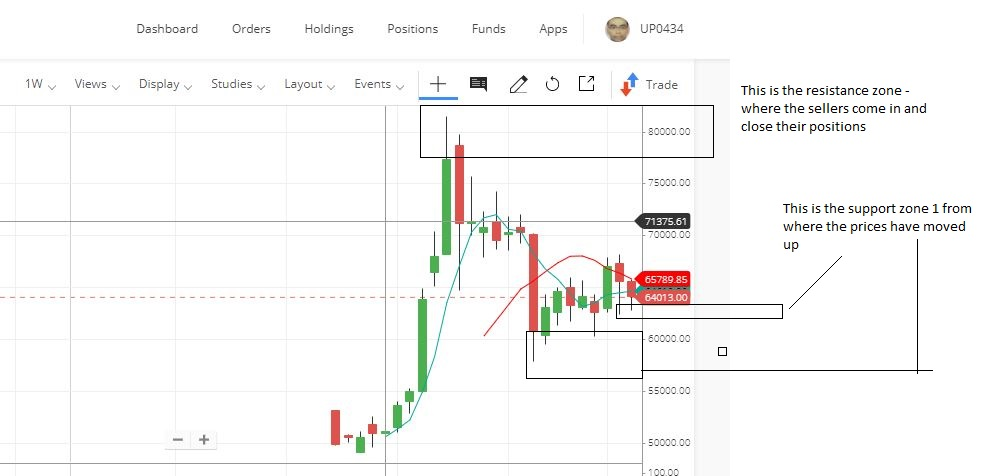 Dashboard Orders Holdings Positions Funds Apps UP0434
1W Views Display Studies Layout Events Trade
This is the resistance zone -
where the sellers come in and
close their positions
80000.00
75000.00
This is the support zone 1 from
where the prices have moved
up
71375.61
70000.00
65789.85
64013.00
60000.00
55000.00
50000.00
100.00